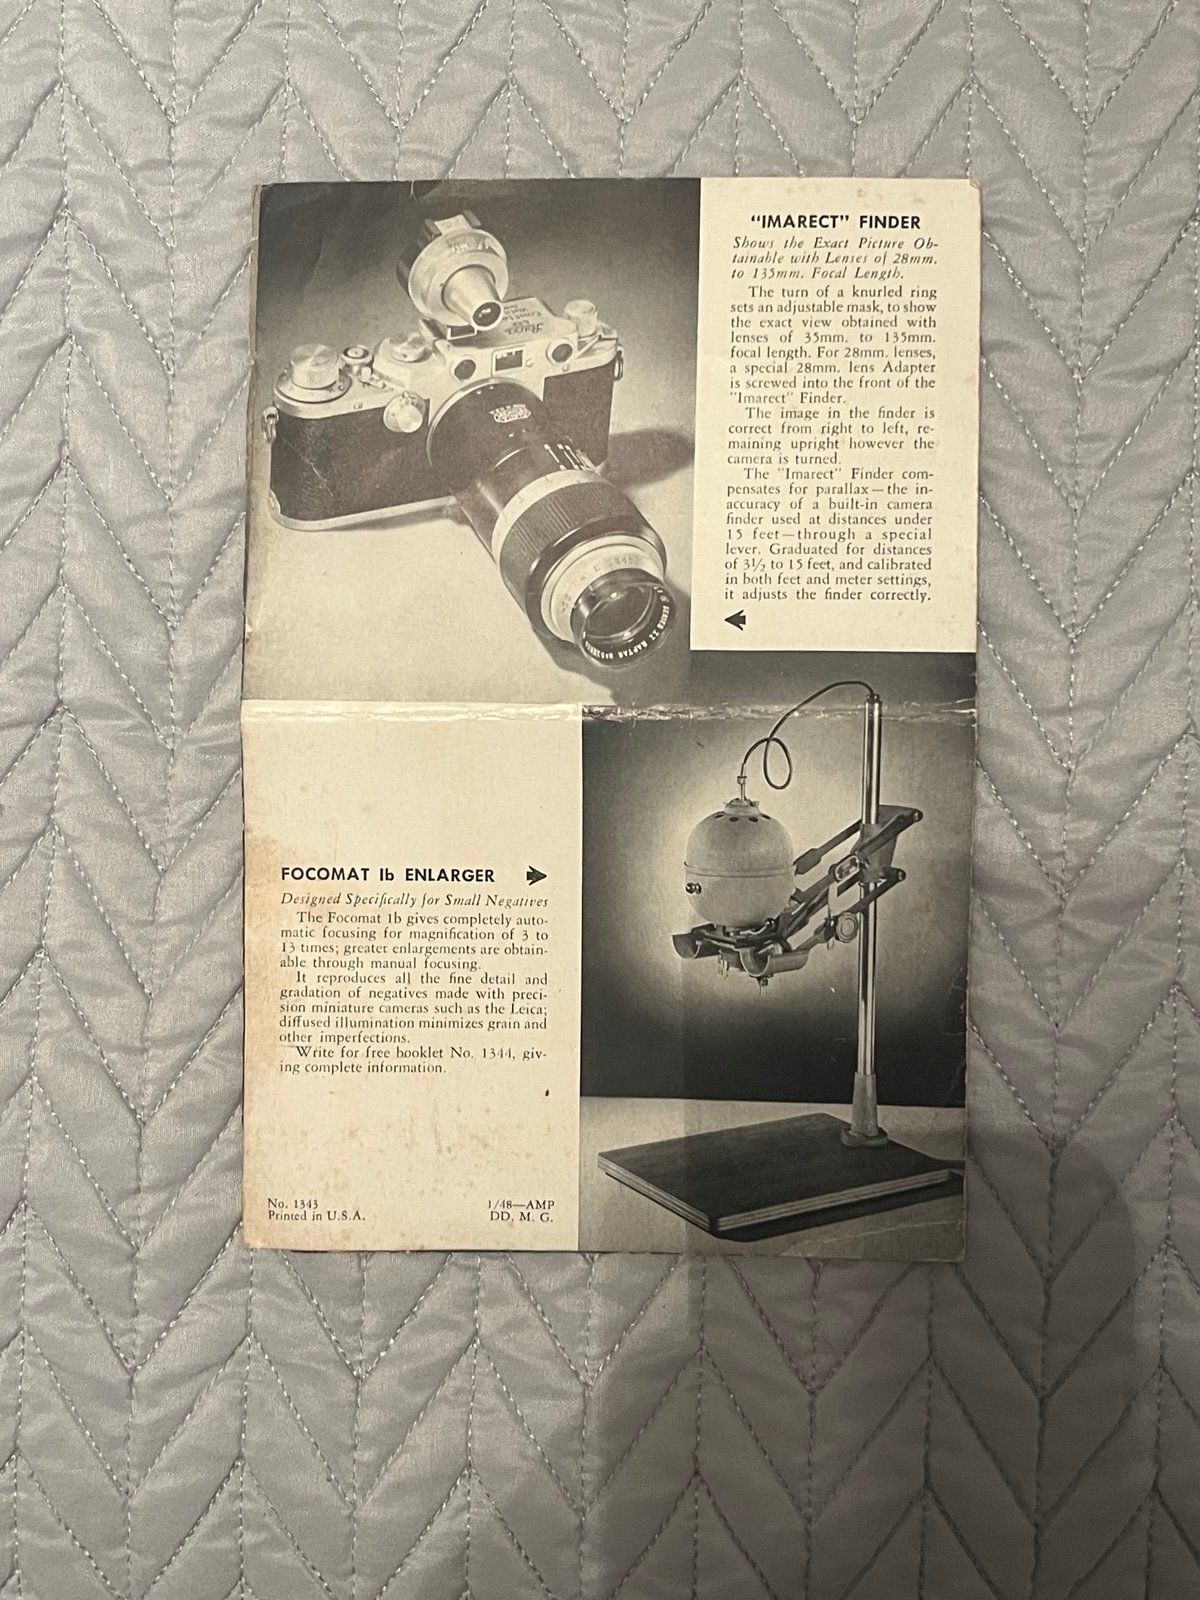 "IMARECT" FINDER
Shows the Exact Picture Ob-
tainable with Lenses of 28mm.
to 135mm. Focal Length.
The turn of a knurled ring
sets an adjustable mask, to show
the exact view obtained with
lenses of 35mm. to 135mm.
focal length. For 28mm. lenses,
a special 28mm. lens Adapter
is screwed into the front of the
"Imarect" Finder.
The image in the finder is
correct from right to left, re-
maining upright however the
camera is turned.
The "Imarect" Finder com-
pensates for parallax—the in-
accuracy of a built-in camera
finder used at distances under
15 feet—through a special
lever. Graduated for distances
of 3½ to 15 feet, and calibrated
in both feet and meter settings,
it adjusts the finder correctly.
Leica
SERIES II RAPTAR
FOCOMAT Ib ENLARGER
Designed Specifically for Small Negatives
The Focomat 1b gives completely auto-
matic focusing for magnification of 3 to
13 times; greater enlargements are obtain-
able through manual focusing.
It reproduces all the fine detail and
gradation of negatives made with preci-
sion miniature cameras such as the Leica;
diffused illumination minimizes grain and
other imperfections.
Write for free booklet No. 1344, giv-
ing complete information.
No. 1343
Printed in U.S.A.
1/48—AMP
DD. M. G.